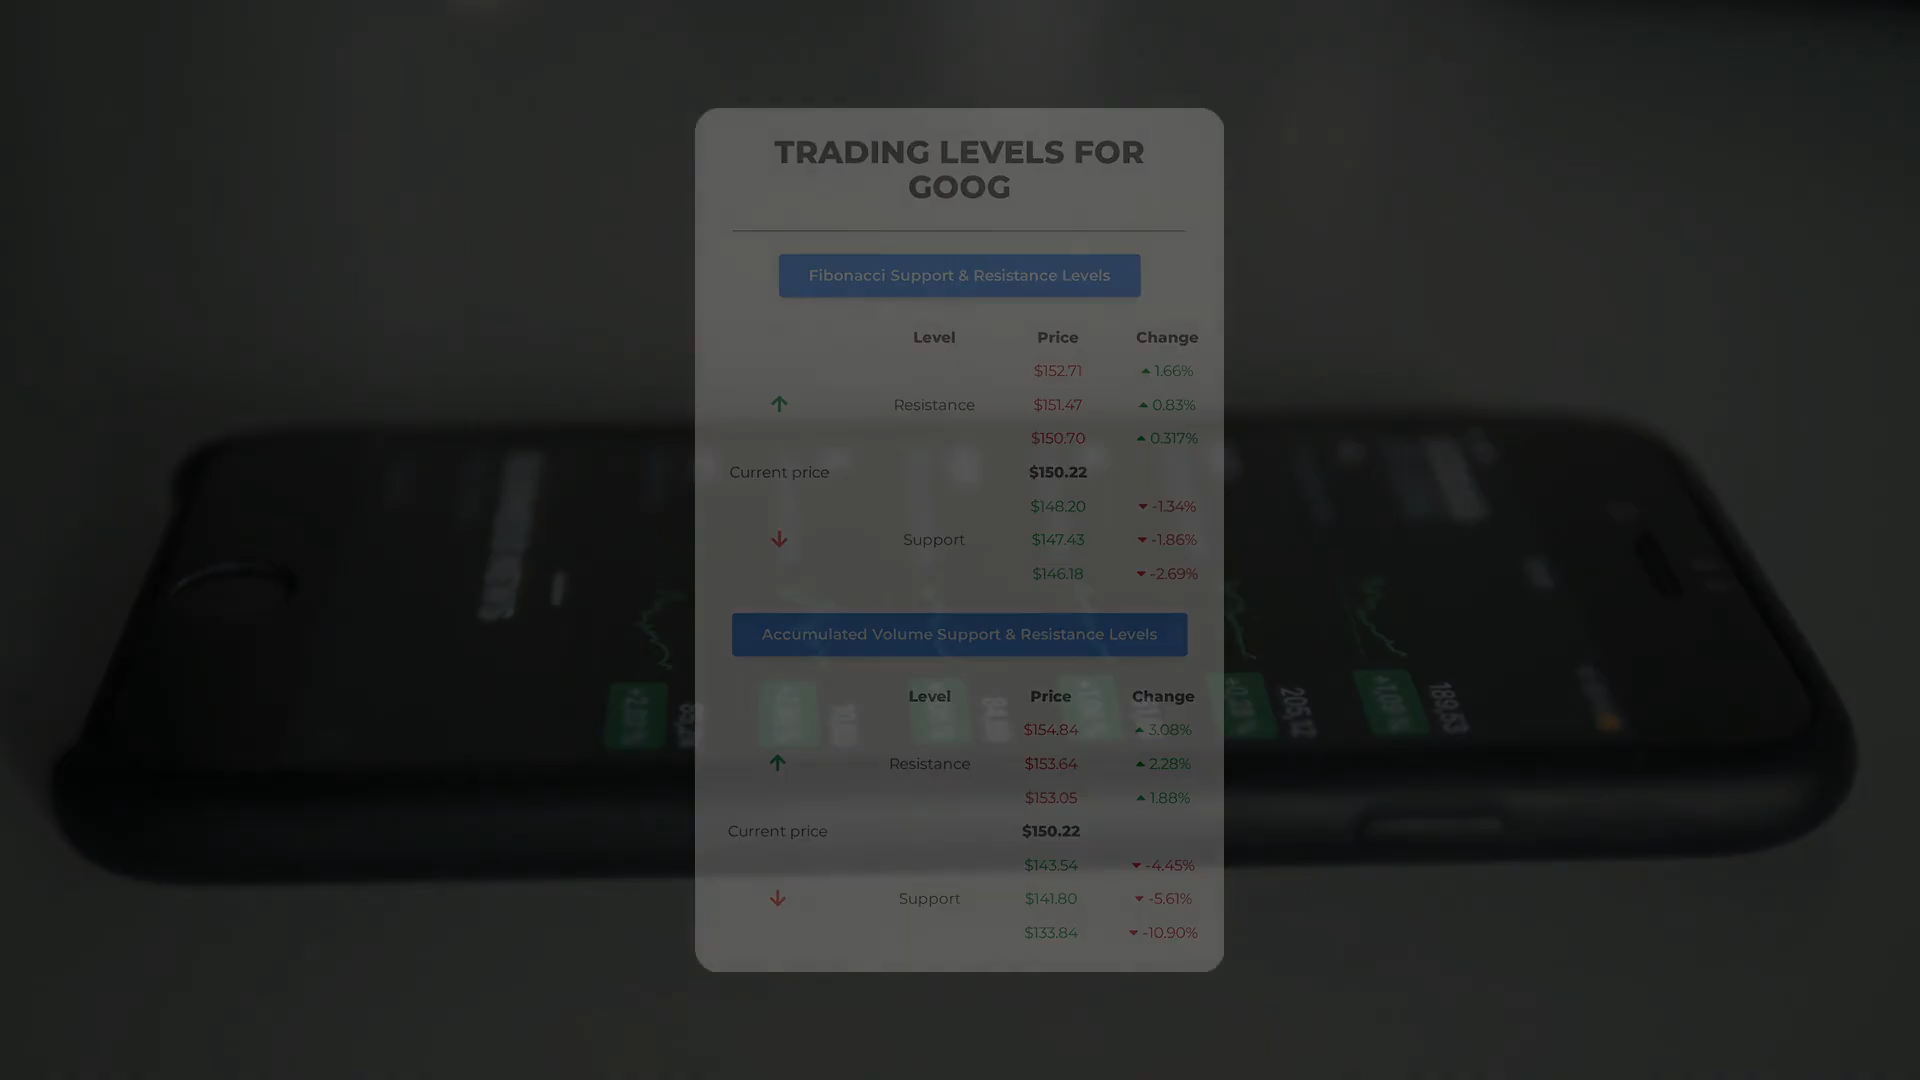 TRADING LEVELS FOR
GOOG
Fibonacci Support & Resistance Levels
Level Price Change
$152.71 1.66%
Resistance $151.47 0.83%
$150.70 0.317%
Current price $150.22
$148.20 -1.34%
Support $147.43 -1.86%
$146.18 -2.69%
Accumulated Volume Support & Resistance Levels
Level Price Change
$154.84 3.08%
Resistance $153.64 2.28%
$153.05 1.88%
Current price $150.22
$143.54 -4.45%
Support $141.80 -5.61%
$133.84 -10.90%
205,12
189,53